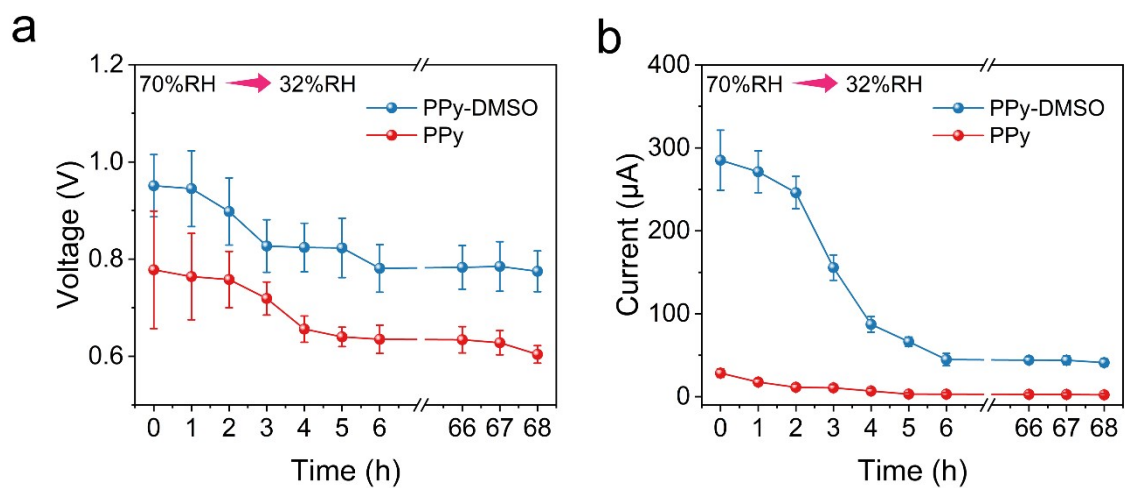 a
1.2
1.0
0.8
0.6
Voltage (V)
70%RH 32%RH
PPy-DMSO
PPy
0 1 2 3 4 5 6 66 67 68
Time (h)
b
400
300
200
100
0
Current (μA)
70%RH 32%RH
PPy-DMSO
PPy
0 1 2 3 4 5 6 66 67 68
Time (h)